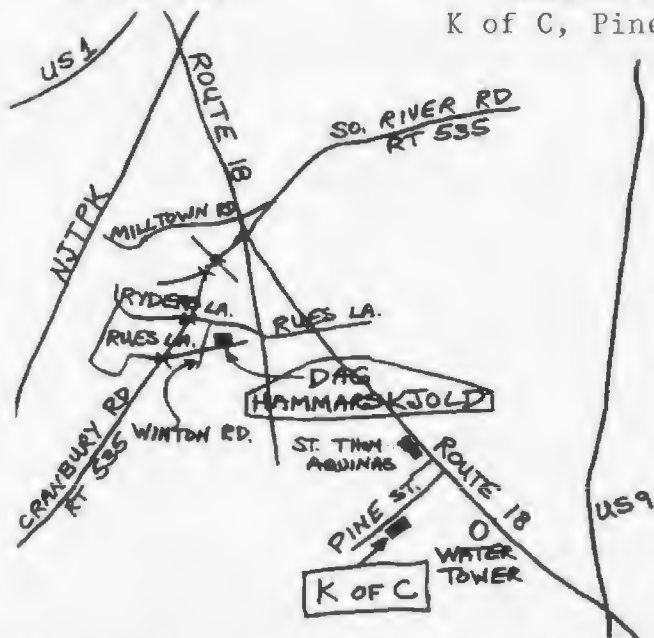 K of C, Pine
US 1
ROUTE 18
SO. RIVER RD
RT 535
NJTPK
MILLTOWN RD
RYDERS LA.
RUES LA.
RUES LA.
DAG
HAMMARSKJOLD
WINTON RD.
CRANBURY RD
RT 535
ST. THOM
AQUINAS
ROUTE 18
PINE ST.
WATER
TOWER
US 9
K OF C